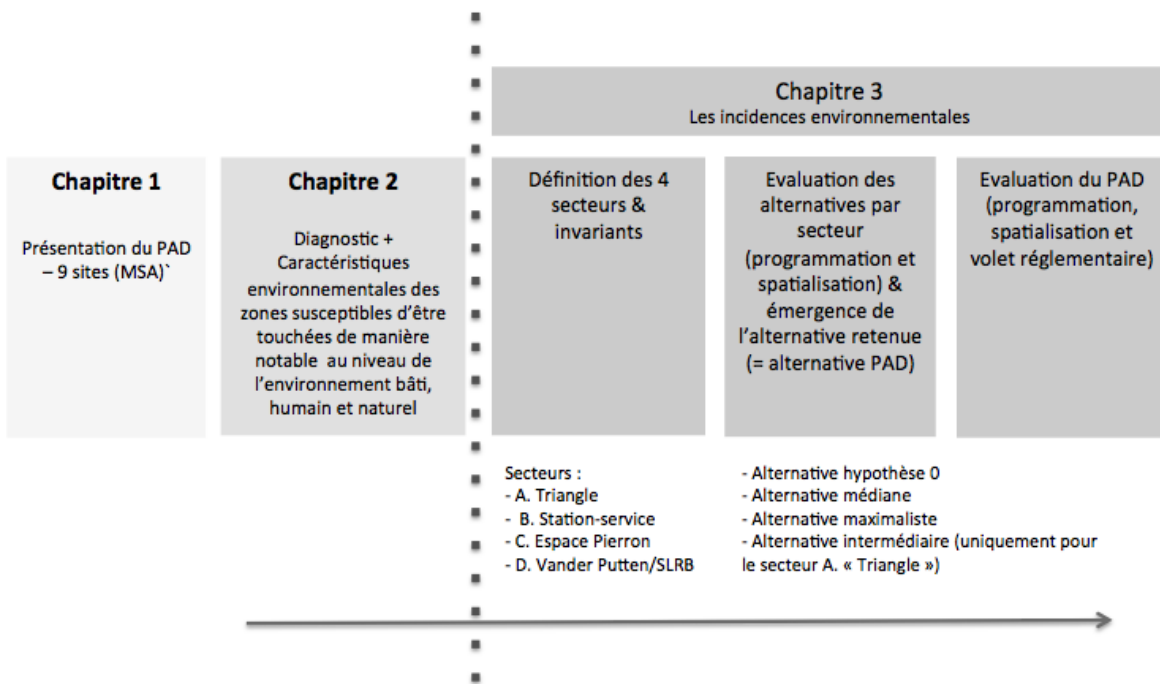 Chapitre 3
Les incidences environnementales
Chapitre 1
Présentation du PAD
– 9 sites (MSA)`
Chapitre 2
Diagnostic +
Caractéristiques
environnementales des
zones susceptibles d’être
touchées de manière
notable au niveau de
l’environnement bâti,
humain et naturel
Définition des 4
secteurs &
invariants
Evaluation des
alternatives par
secteur
(programmation et
spatialisation) &
émergence de
l’alternative retenue
(= alternative PAD)
Evaluation du PAD
(programmation,
spatialisation et
volet réglementaire)
Secteurs :
- A. Triangle
- B. Station-service
- C. Espace Pierron
- D. Vander Putten/SLRB
- Alternative hypothèse 0
- Alternative médiane
- Alternative maximaliste
- Alternative intermédiaire (uniquement pour
le secteur A. « Triangle »)